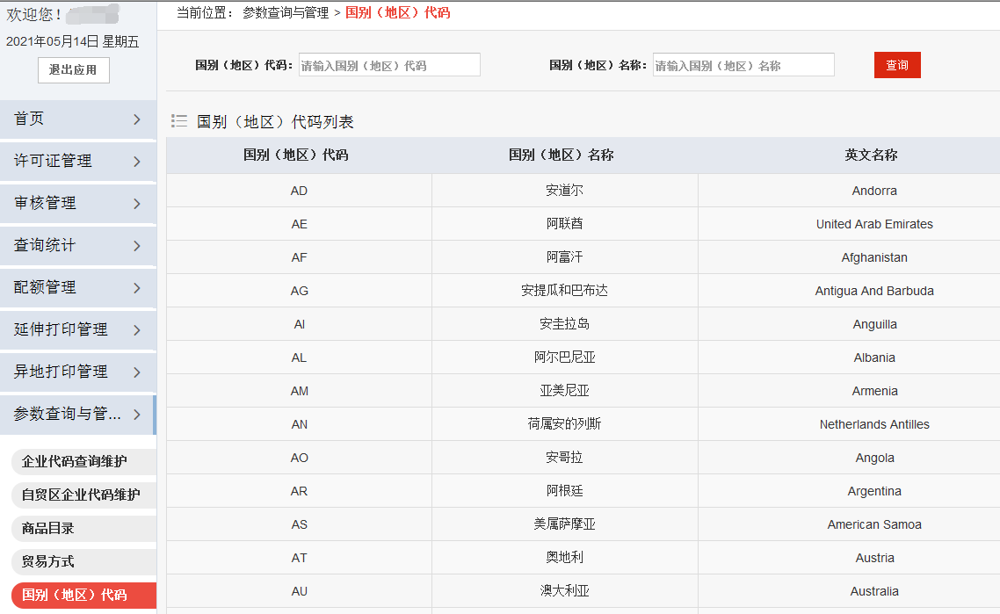 欢迎您！
2021年05月14日 星期五
退出应用
首页
许可证管理
审核管理
查询统计
配额管理
延伸打印管理
异地打印管理
参数查询与管...
企业代码查询维护
自贸区企业代码维护
商品目录
贸易方式
国别（地区）代码
当前位置： 参数查询与管理 > 国别（地区）代码
国别（地区）代码： 请输入国别（地区）代码 国别（地区）名称： 请输入国别（地区）名称 查询
国别（地区）代码列表
国别（地区）代码 国别（地区）名称 英文名称
AD 安道尔 Andorra
AE 阿联酋 United Arab Emirates
AF 阿富汗 Afghanistan
AG 安提瓜和巴布达 Antigua And Barbuda
AI 安圭拉岛 Anguilla
AL 阿尔巴尼亚 Albania
AM 亚美尼亚 Armenia
AN 荷属安的列斯 Netherlands Antilles
AO 安哥拉 Angola
AR 阿根廷 Argentina
AS 美属萨摩亚 American Samoa
AT 奥地利 Austria
AU 澳大利亚 Australia